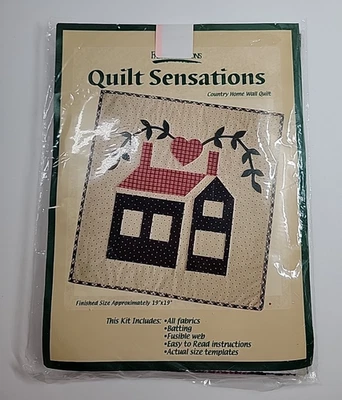 Quilt Sensations
Country Home Wall Quilt
Finished Size Approximately 19"x19"
This Kit Includes: •All fabrics
•Batting
•Fusible web
•Easy to Read instructions
•Actual size templates